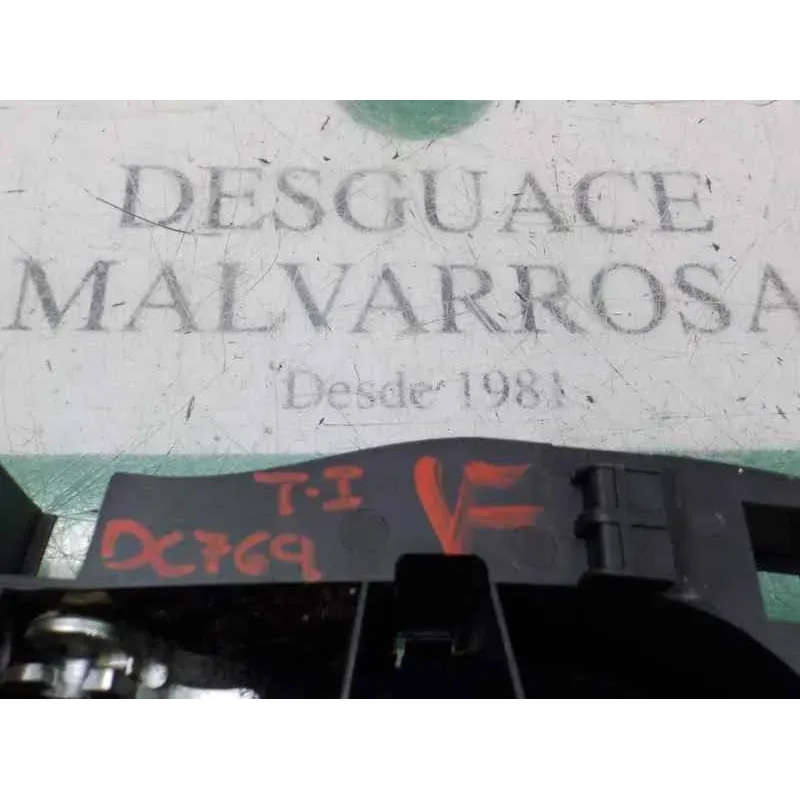 DESGUACE
MALVARROSA
Desde 1981
T-I
VF
DC769